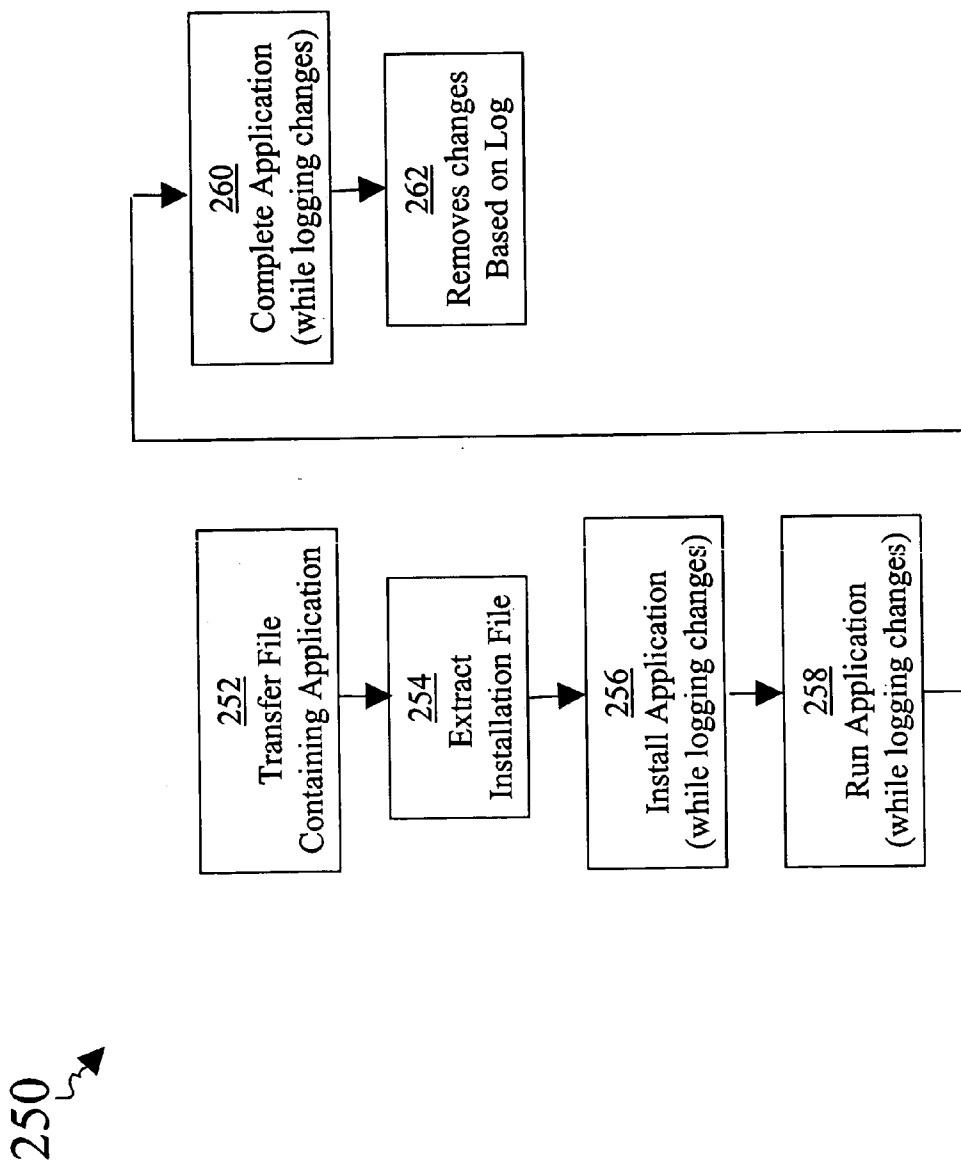 250
252
Transfer File
Containing Application
254
Extract
Installation File
256
Install Application
(while logging changes)
258
Run Application
(while logging changes)
260
Complete Application
(while logging changes)
262
Removes changes
Based on Log